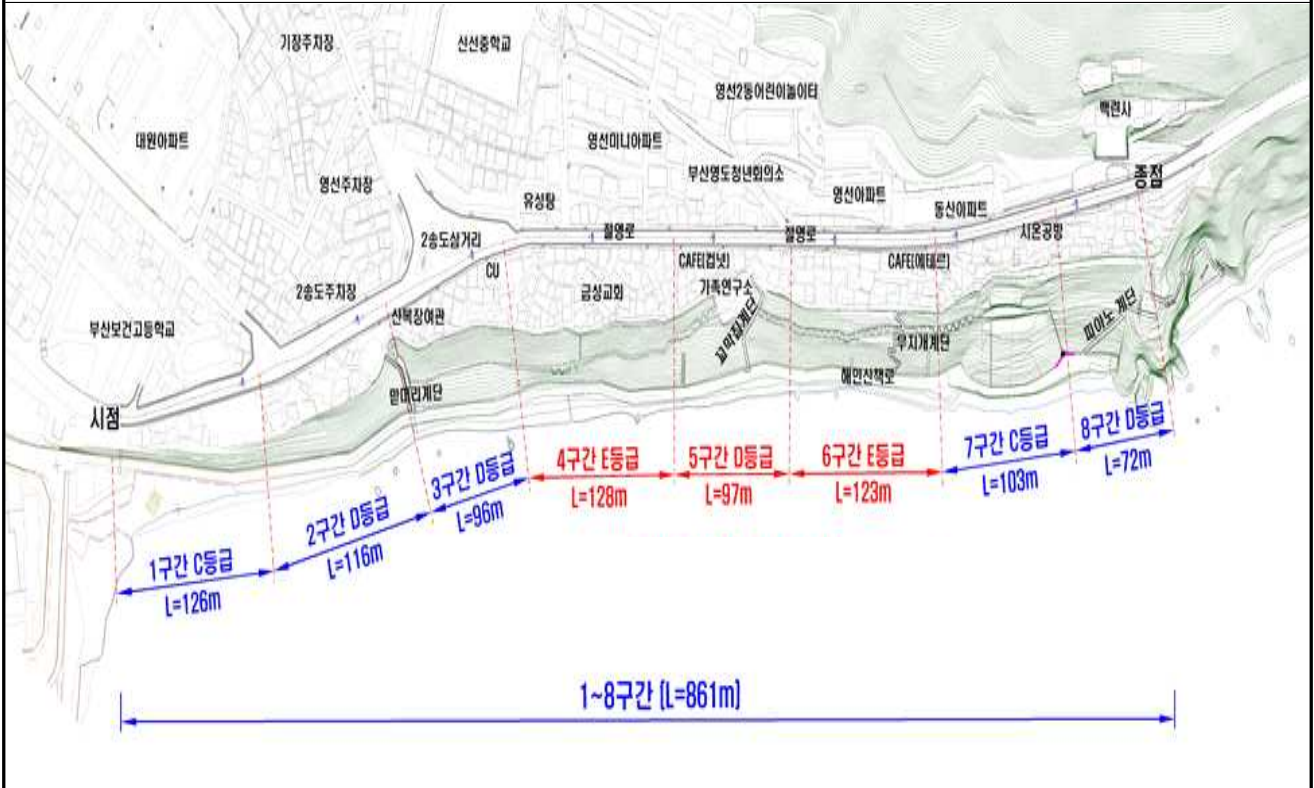 기장주차장
산선중학교
영선2동어린이놀이터
대원아파트
영선미니아파트
백련사
부산영도청년회의소
영선주차장
영선아파트
종점
유성탕
동산아파트
2송도삼거리
절영로
절영로
시온공방
CU
CAFE(컵넛)
CAFE(에테르)
2송도주차장
금성교회
가족연구소
산복장여관
부산보건고등학교
꼬막집계단
피아노 계단
무지개계단
해안산책로
맏머리계단
시점
1구간 C등급
L=126m
2구간 D등급
L=116m
3구간 D등급
L=96m
4구간 E등급
L=128m
5구간 D등급
L=97m
6구간 E등급
L=123m
7구간 C등급
L=103m
8구간 D등급
L=72m
1~8구간 (L=861m)